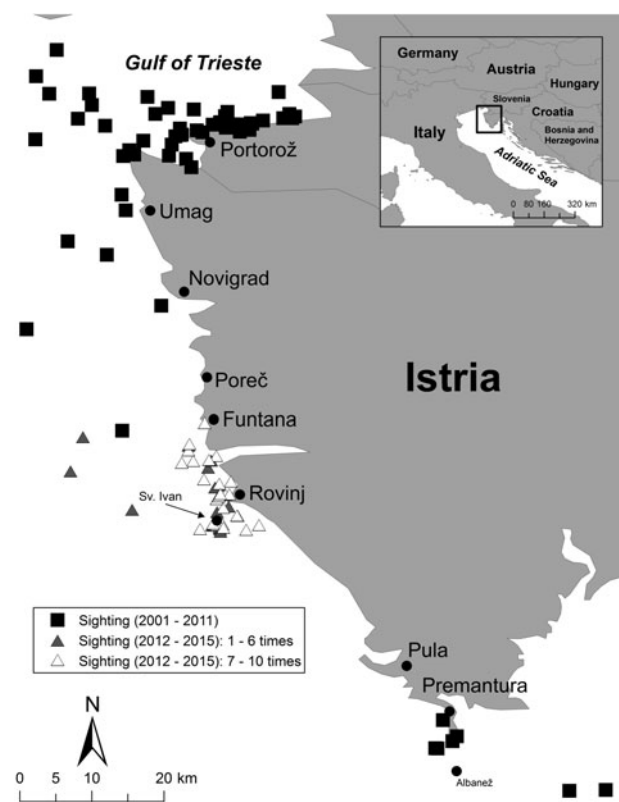 Gulf of Trieste
Germany
Austria
Hungary
Slovenia
Croatia
Italy
Bosnia and
Herzegovina
Adriatic Sea
0 80 160 320 km
Portorož
Umag
Novigrad
Poreč
Istria
Funtana
Rovinj
Sv. Ivan
Sighting (2001 - 2011)
Sighting (2012 - 2015): 1 - 6 times
Sighting (2012 - 2015): 7 - 10 times
Pula
Premantura
N
Albanež
0 5 10 20 km